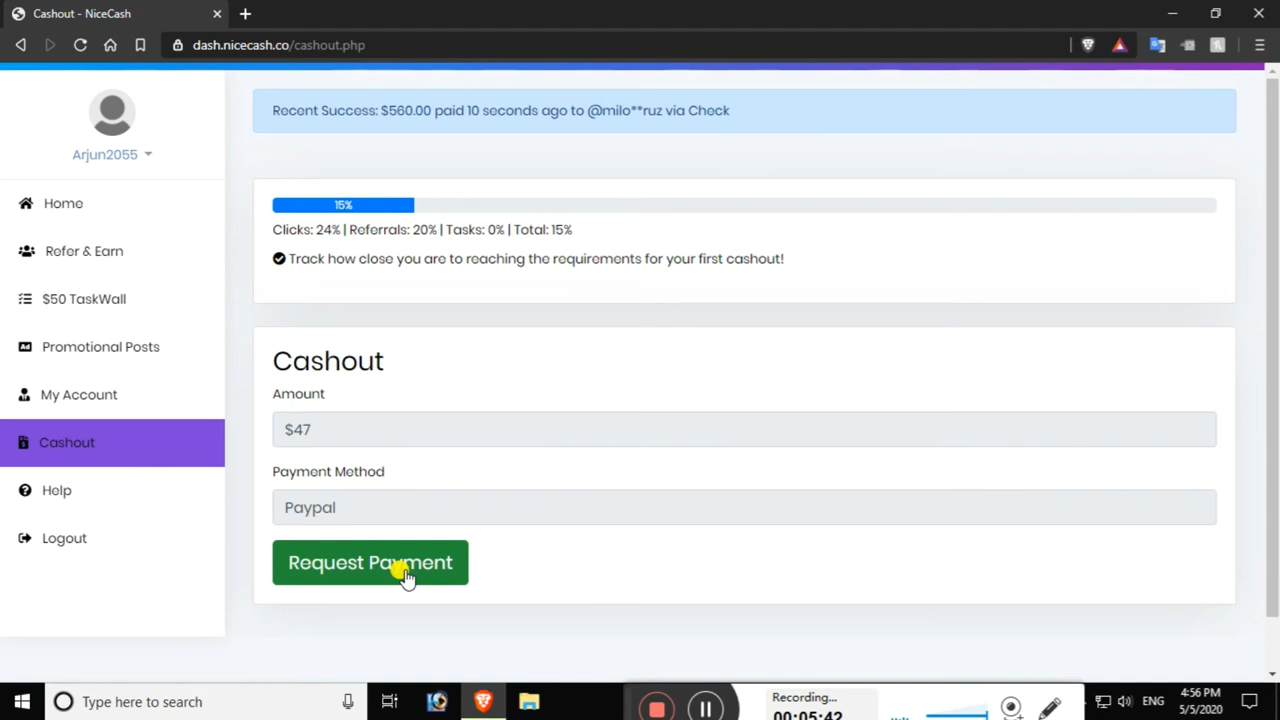 Cashout - NiceCash
dash.nicecash.co/cashout.php
Arjun2055
Home
Refer & Earn
$50 TaskWall
Promotional Posts
My Account
Cashout
Help
Logout
Recent Success: $560.00 paid 10 seconds ago to @milo**ruz via Check
15%
Clicks: 24% | Referrals: 20% | Tasks: 0% | Total: 15%
Track how close you are to reaching the requirements for your first cashout!
Cashout
Amount
$47
Payment Method
Paypal
Request Payment
Type here to search
Recording...
00:05:42
ENG
4:56 PM
5/5/2020